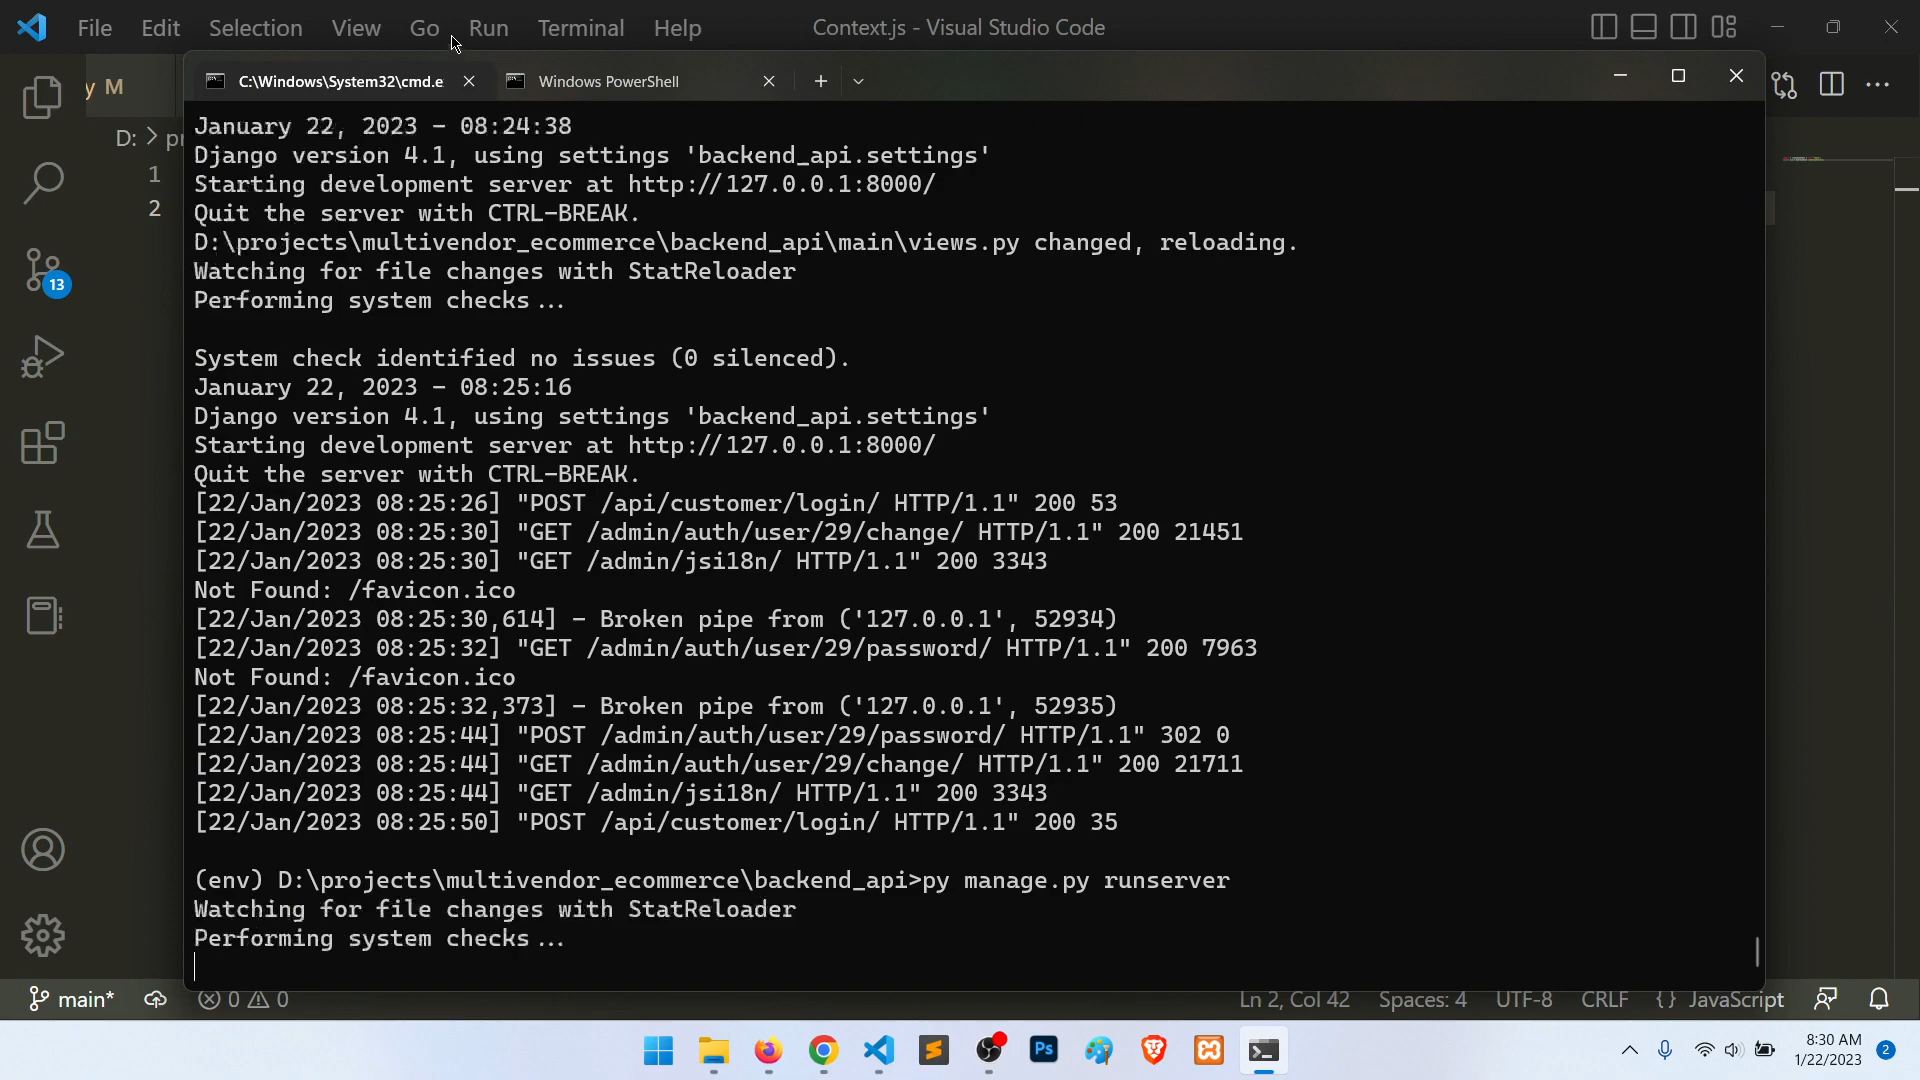 File Edit Selection View Go Run Terminal Help Context.js - Visual Studio Code
y M
C:\Windows\System32\cmd.e Windows PowerShell
D: > pr
1
2
January 22, 2023 - 08:24:38
Django version 4.1, using settings 'backend_api.settings'
Starting development server at http://127.0.0.1:8000/
Quit the server with CTRL-BREAK.
D:\projects\multivendor_ecommerce\backend_api\main\views.py changed, reloading.
Watching for file changes with StatReloader
Performing system checks...
System check identified no issues (0 silenced).
January 22, 2023 - 08:25:16
Django version 4.1, using settings 'backend_api.settings'
Starting development server at http://127.0.0.1:8000/
Quit the server with CTRL-BREAK.
[22/Jan/2023 08:25:26] "POST /api/customer/login/ HTTP/1.1" 200 53
[22/Jan/2023 08:25:30] "GET /admin/auth/user/29/change/ HTTP/1.1" 200 21451
[22/Jan/2023 08:25:30] "GET /admin/jsi18n/ HTTP/1.1" 200 3343
Not Found: /favicon.ico
[22/Jan/2023 08:25:30,614] - Broken pipe from ('127.0.0.1', 52934)
[22/Jan/2023 08:25:32] "GET /admin/auth/user/29/password/ HTTP/1.1" 200 7963
Not Found: /favicon.ico
[22/Jan/2023 08:25:32,373] - Broken pipe from ('127.0.0.1', 52935)
[22/Jan/2023 08:25:44] "POST /admin/auth/user/29/password/ HTTP/1.1" 302 0
[22/Jan/2023 08:25:44] "GET /admin/auth/user/29/change/ HTTP/1.1" 200 21711
[22/Jan/2023 08:25:44] "GET /admin/jsi18n/ HTTP/1.1" 200 3343
[22/Jan/2023 08:25:50] "POST /api/customer/login/ HTTP/1.1" 200 35
(env) D:\projects\multivendor_ecommerce\backend_api>py manage.py runserver
Watching for file changes with StatReloader
Performing system checks...
13
main* 0 0 Ln 2, Col 42 Spaces: 4 UTF-8 CRLF {} JavaScript
Ps
8:30 AM
1/22/2023
2